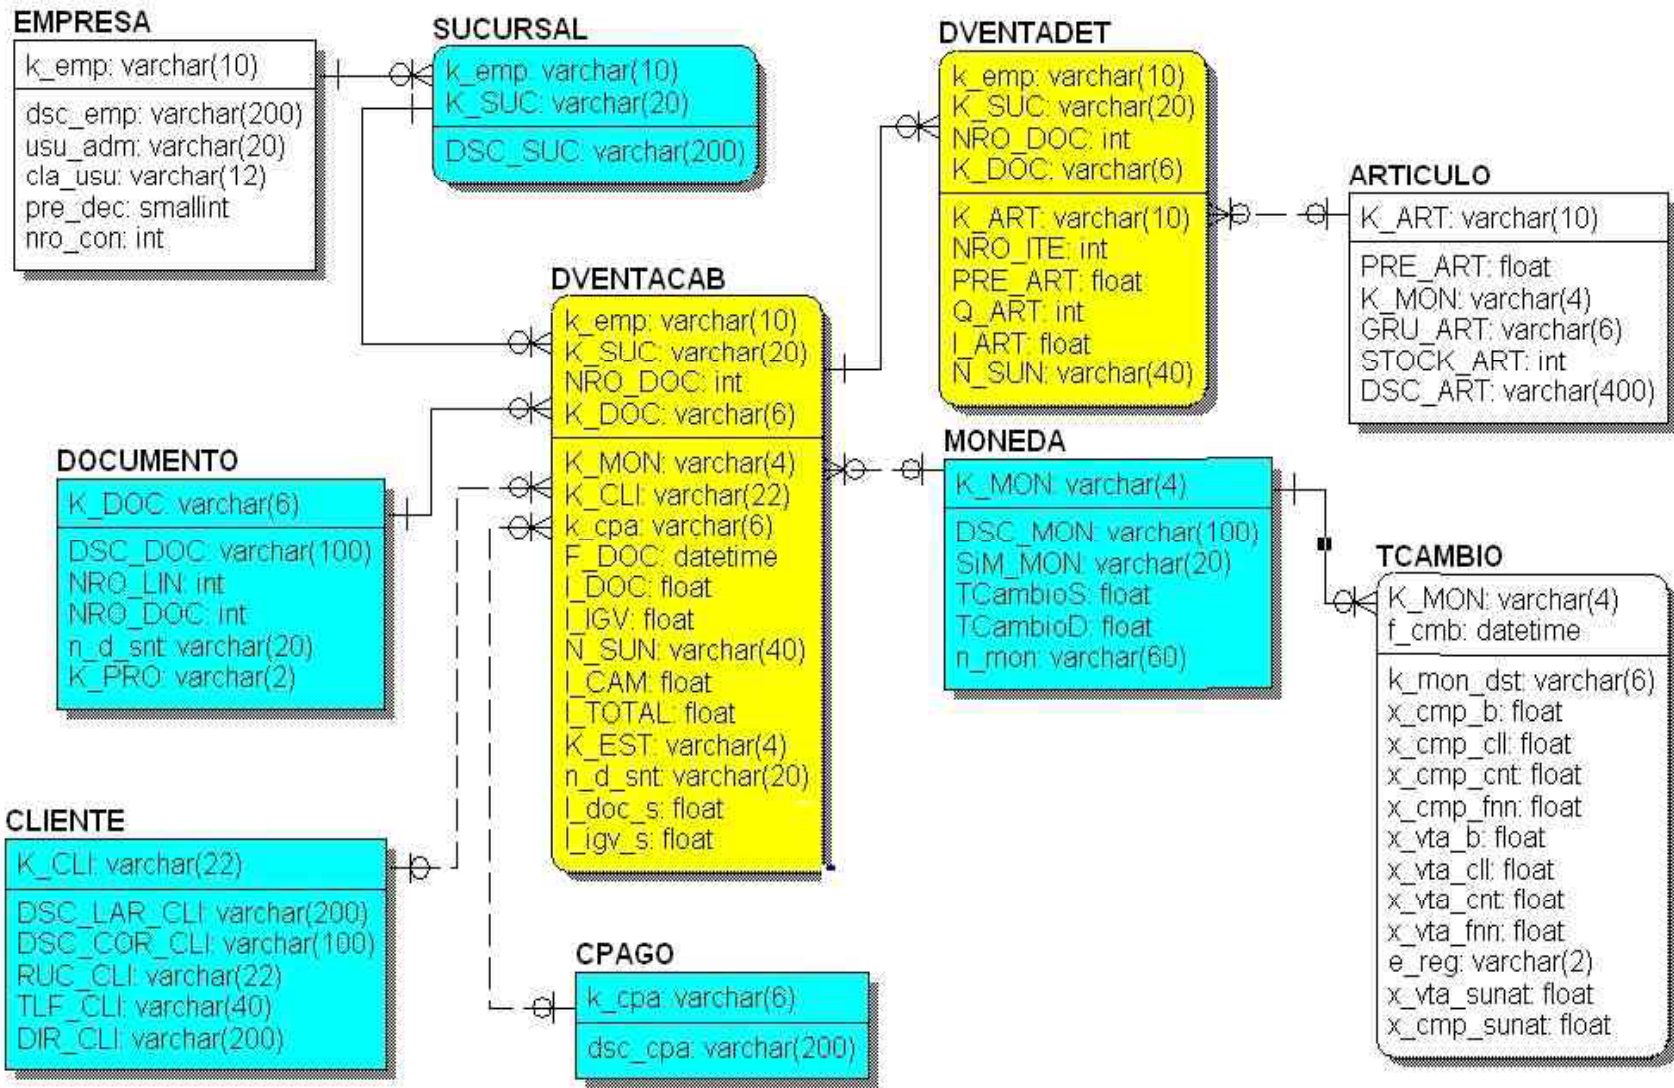 EMPRESA
k_emp: varchar(10)
dsc_emp: varchar(200)
usu_adm: varchar(20)
cla_usu: varchar(12)
pre_dec: smallint
nro_con: int
SUCURSAL
k_emp: varchar(10)
K_SUC: varchar(20)
DSC_SUC: varchar(200)
DVENTADET
k_emp: varchar(10)
K_SUC: varchar(20)
NRO_DOC: int
K_DOC: varchar(6)
K_ART: varchar(10)
NRO_ITE: int
PRE_ART: float
Q_ART: int
I_ART: float
N_SUN: varchar(40)
ARTICULO
K_ART: varchar(10)
PRE_ART: float
K_MON: varchar(4)
GRU_ART: varchar(6)
STOCK_ART: int
DSC_ART: varchar(400)
DVENTACAB
k_emp: varchar(10)
K_SUC: varchar(20)
NRO_DOC: int
K_DOC: varchar(6)
K_MON: varchar(4)
K_CLI: varchar(22)
k_cpa: varchar(6)
F_DOC: datetime
I_DOC: float
I_IGV: float
N_SUN: varchar(40)
I_CAM: float
I_TOTAL: float
K_EST: varchar(4)
n_d_snt: varchar(20)
I_doc_s: float
I_igv_s: float
DOCUMENTO
K_DOC: varchar(6)
DSC_DOC: varchar(100)
NRO_LIN: int
NRO_DOC: int
n_d_snt: varchar(20)
K_PRO: varchar(2)
MONEDA
K_MON: varchar(4)
DSC_MON: varchar(100)
SiM_MON: varchar(20)
TCambioS: float
TCambioD: float
n_mon: varchar(60)
TCAMBIO
K_MON: varchar(4)
f_cmb: datetime
k_mon_dst: varchar(6)
x_cmp_b: float
x_cmp_cll: float
x_cmp_cnt: float
x_cmp_fnn: float
x_vta_b: float
x_vta_cll: float
x_vta_cnt: float
x_vta_fnn: float
e_reg: varchar(2)
x_vta_sunat: float
x_cmp_sunat: float
CLIENTE
K_CLI: varchar(22)
DSC_LAR_CLI: varchar(200)
DSC_COR_CLI: varchar(100)
RUC_CLI: varchar(22)
TLF_CLI: varchar(40)
DIR_CLI: varchar(200)
CPAGO
k_cpa: varchar(6)
dsc_cpa: varchar(200)